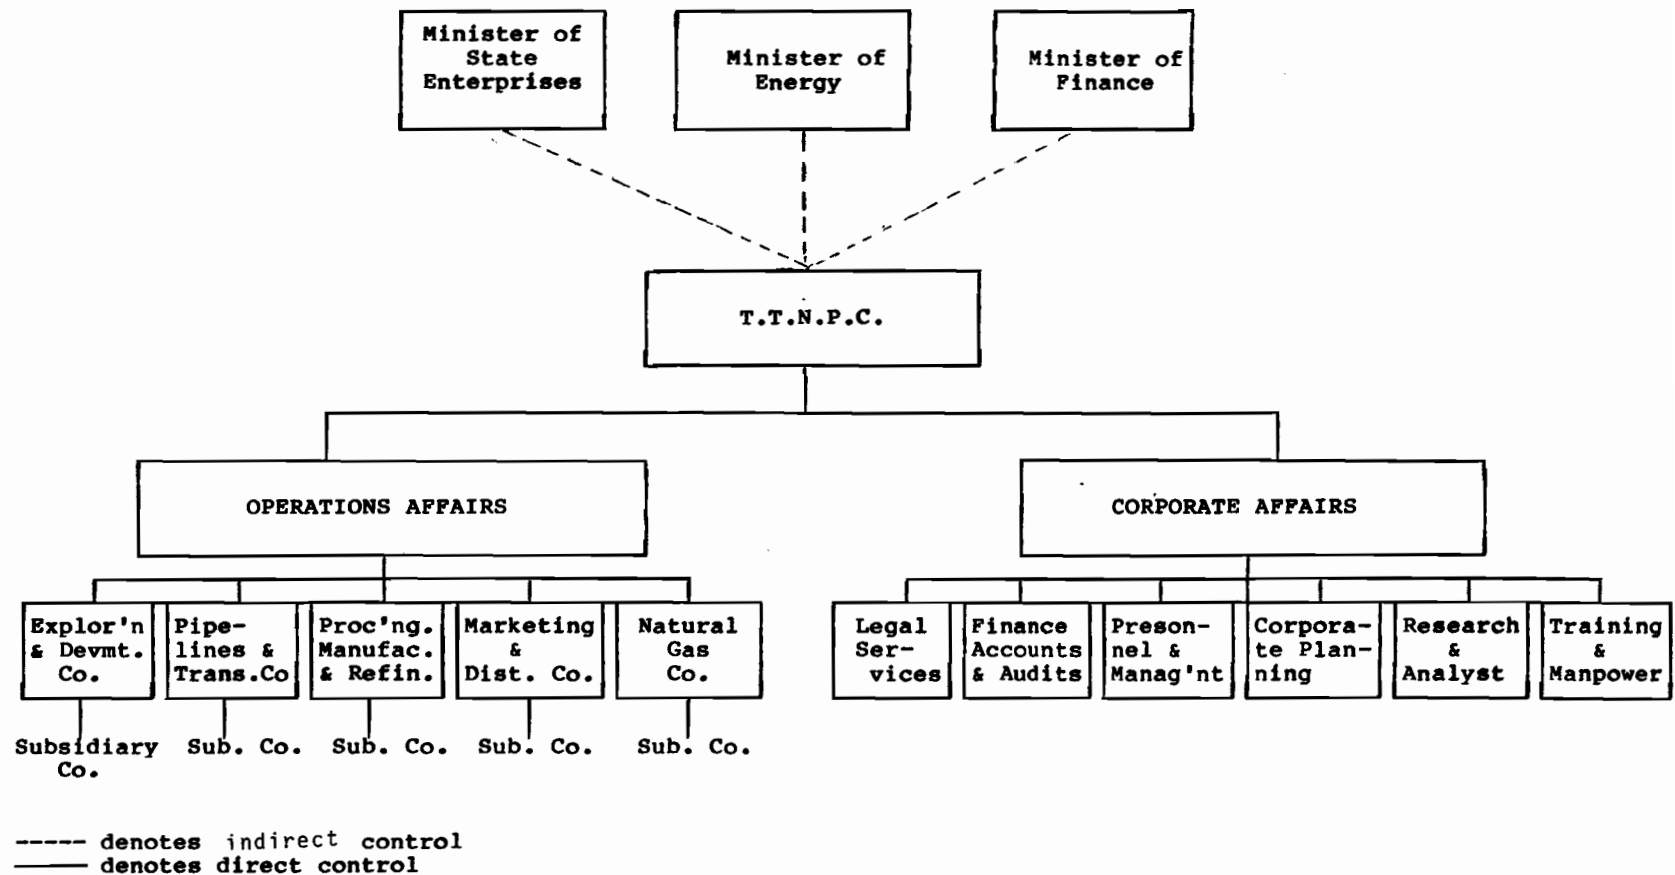 Minister of
State
Enterprises
Minister of
Energy
Minister of
Finance
T.T.N.P.C.
OPERATIONS AFFAIRS
CORPORATE AFFAIRS
Explor'n
& Devmt.
Co.
Pipe-
lines &
Trans.Co
Proc'ng.
Manufac.
& Refin.
Marketing
&
Dist. Co.
Natural
Gas
Co.
Legal
Ser-
vices
Finance
Accounts
& Audits
Preson-
nel &
Manag'nt
Corpora-
te Plan-
ning
Research
&
Analyst
Training
&
Manpower
Subsidiary
Co.
Sub. Co.
Sub. Co.
Sub. Co.
Sub. Co.
----- denotes indirect control
—— denotes direct control